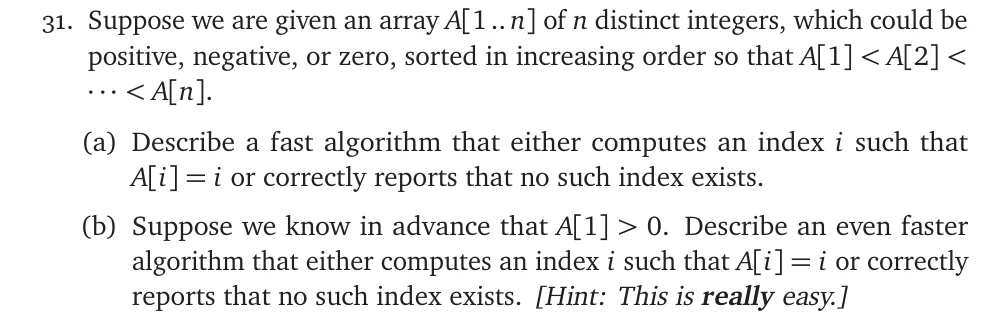 31. Suppose we are given an array A[1 .. n] of n distinct integers, which could be
positive, negative, or zero, sorted in increasing order so that A[1] < A[2] <
··· < A[n].
(a) Describe a fast algorithm that either computes an index i such that
A[i] = i or correctly reports that no such index exists.
(b) Suppose we know in advance that A[1] > 0. Describe an even faster
algorithm that either computes an index i such that A[i] = i or correctly
reports that no such index exists. [Hint: This is really easy.]